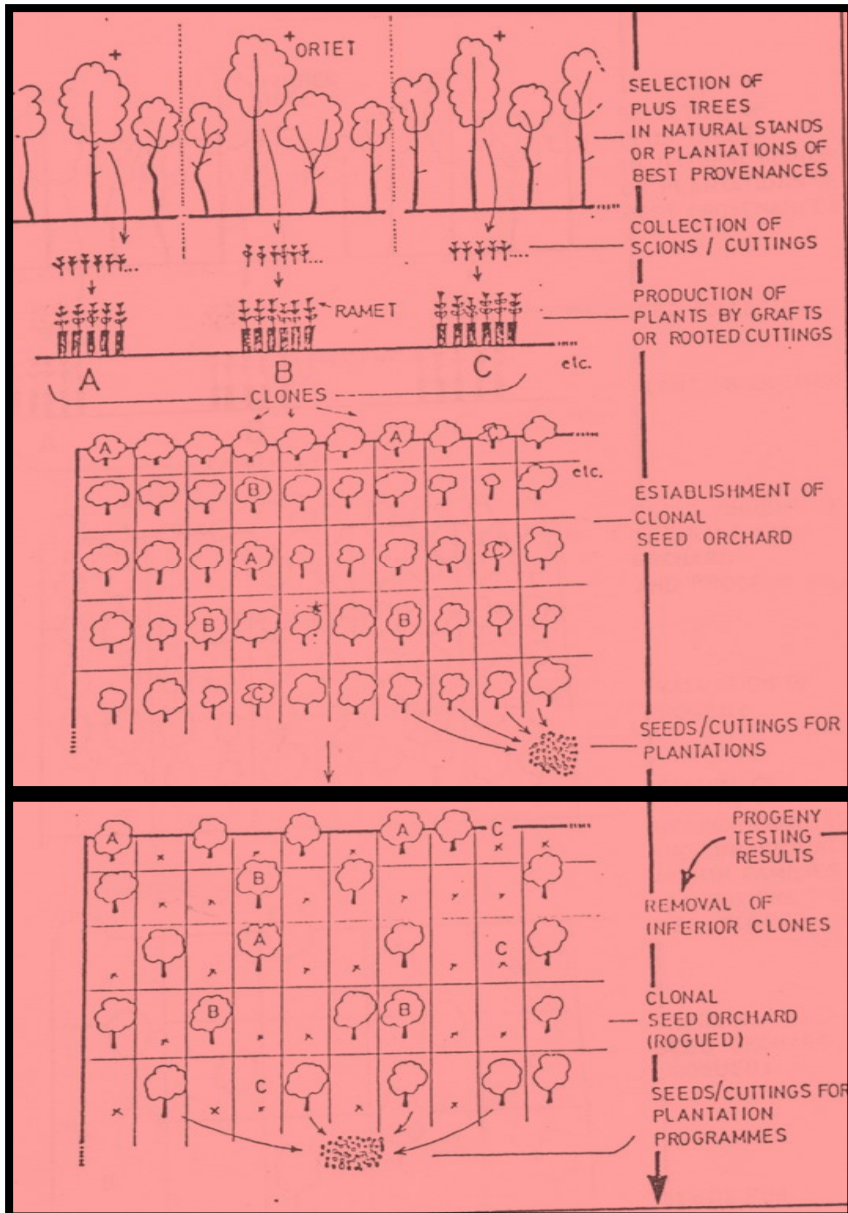 +
+ORTET
+
SELECTION OF
PLUS TREES
IN NATURAL STANDS
OR PLANTATIONS OF
BEST PROVENANCES
COLLECTION OF
SCIONS / CUTTINGS
RAMET
PRODUCTION OF
PLANTS BY GRAFTS
OR ROOTED CUTTINGS
A B C etc.
CLONES
A A C
etc.
B
ESTABLISHMENT OF
CLONAL
SEED ORCHARD
A C
B B
C
SEEDS/CUTTINGS FOR
PLANTATIONS
A A C
PROGENY
TESTING
RESULTS
B
REMOVAL OF
INFERIOR CLONES
A C
B B
CLONAL
SEED ORCHARD
(ROGUED)
C
SEEDS/CUTTINGS FOR
PLANTATION
PROGRAMMES